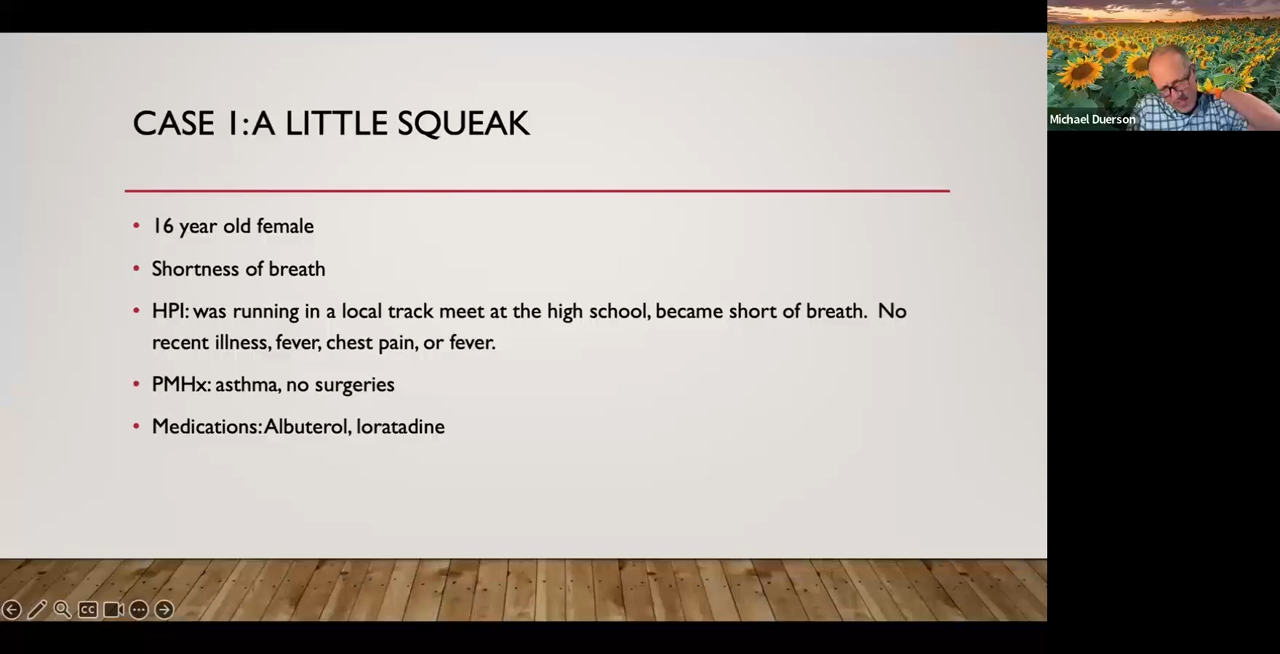 CASE 1: A LITTLE SQUEAK
• 16 year old female
• Shortness of breath
• HPI: was running in a local track meet at the high school, became short of breath.  No
recent illness, fever, chest pain, or fever.
• PMHx: asthma, no surgeries
• Medications: Albuterol, loratadine
Michael Duerson
CC